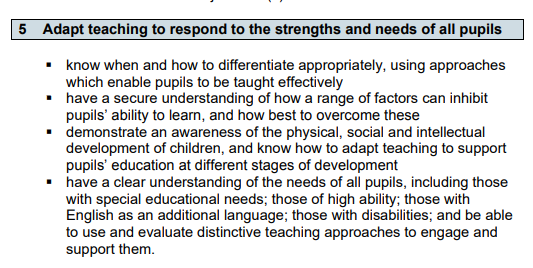 5 Adapt teaching to respond to the strengths and needs of all pupils
▪ know when and how to differentiate appropriately, using approaches
which enable pupils to be taught effectively
▪ have a secure understanding of how a range of factors can inhibit
pupils’ ability to learn, and how best to overcome these
▪ demonstrate an awareness of the physical, social and intellectual
development of children, and know how to adapt teaching to support
pupils’ education at different stages of development
▪ have a clear understanding of the needs of all pupils, including those
with special educational needs; those of high ability; those with
English as an additional language; those with disabilities; and be able
to use and evaluate distinctive teaching approaches to engage and
support them.